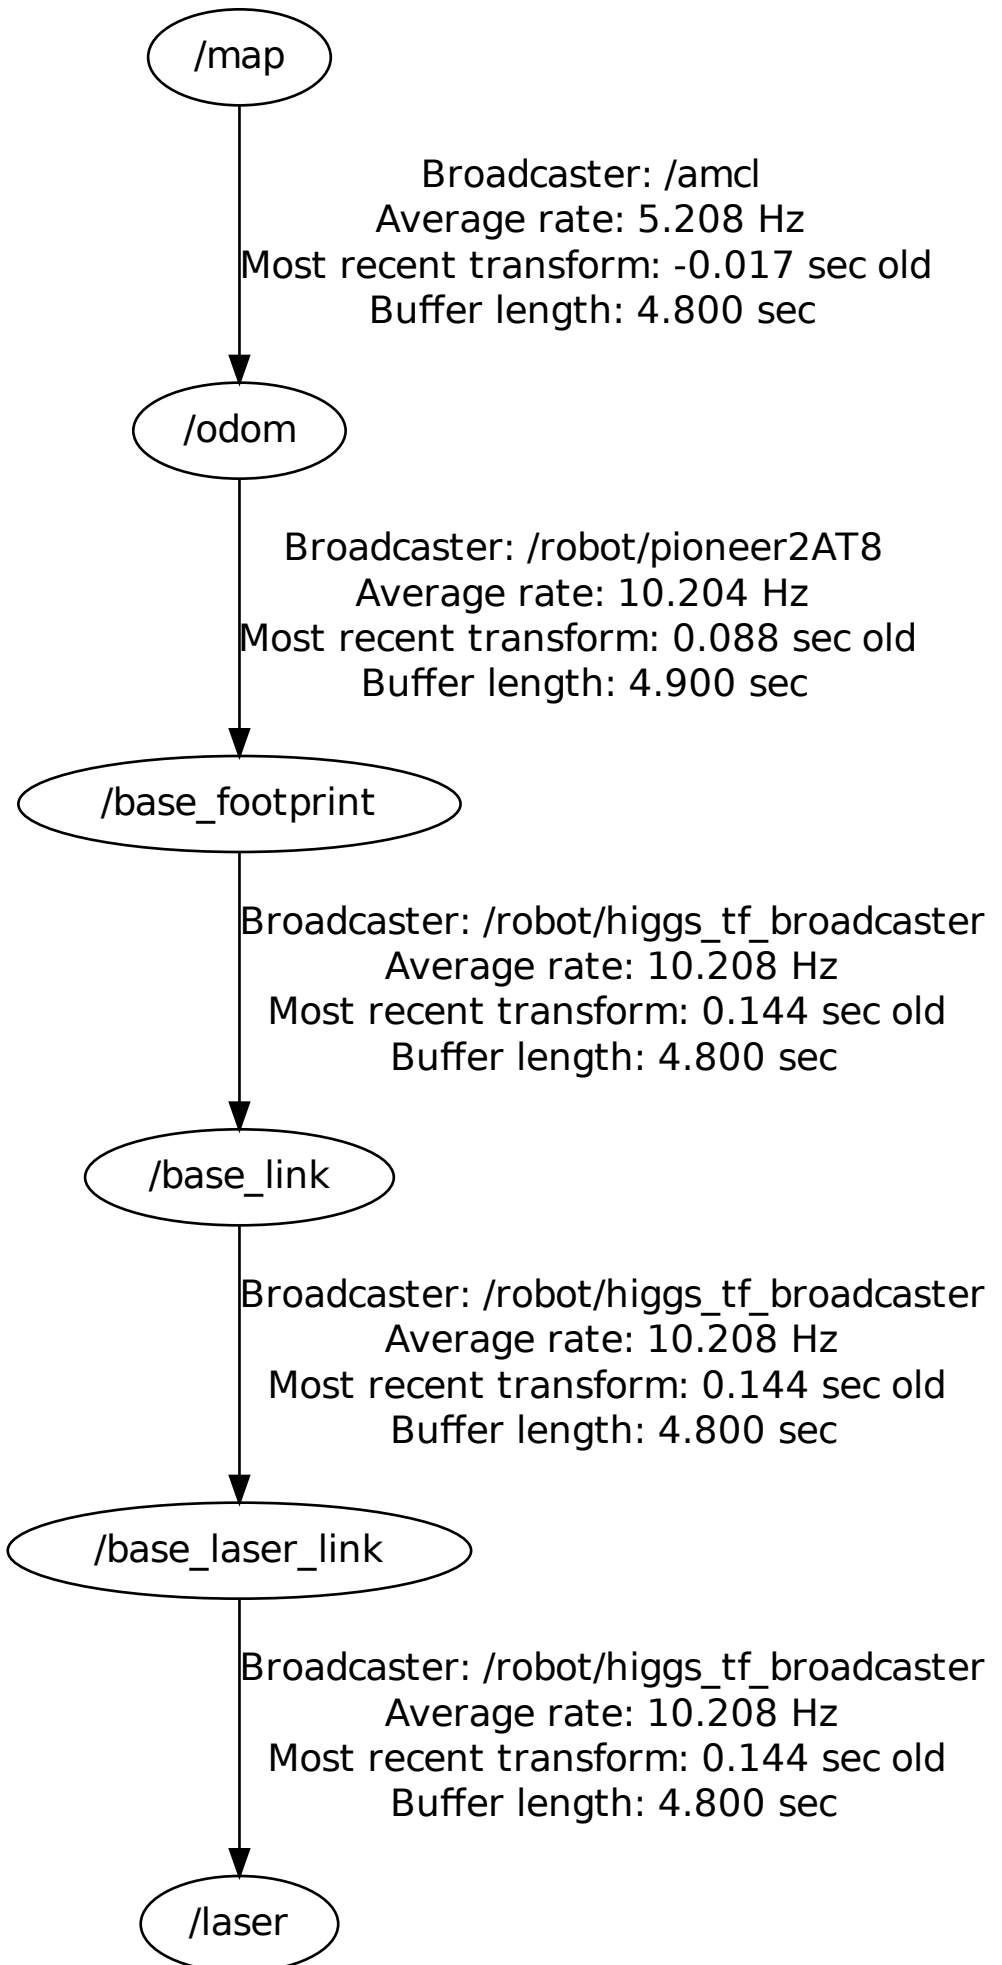 /map
Broadcaster: /amcl
Average rate: 5.208 Hz
Most recent transform: -0.017 sec old
Buffer length: 4.800 sec
/odom
Broadcaster: /robot/pioneer2AT8
Average rate: 10.204 Hz
Most recent transform: 0.088 sec old
Buffer length: 4.900 sec
/base_footprint
Broadcaster: /robot/higgs_tf_broadcaster
Average rate: 10.208 Hz
Most recent transform: 0.144 sec old
Buffer length: 4.800 sec
/base_link
Broadcaster: /robot/higgs_tf_broadcaster
Average rate: 10.208 Hz
Most recent transform: 0.144 sec old
Buffer length: 4.800 sec
/base_laser_link
Broadcaster: /robot/higgs_tf_broadcaster
Average rate: 10.208 Hz
Most recent transform: 0.144 sec old
Buffer length: 4.800 sec
/laser